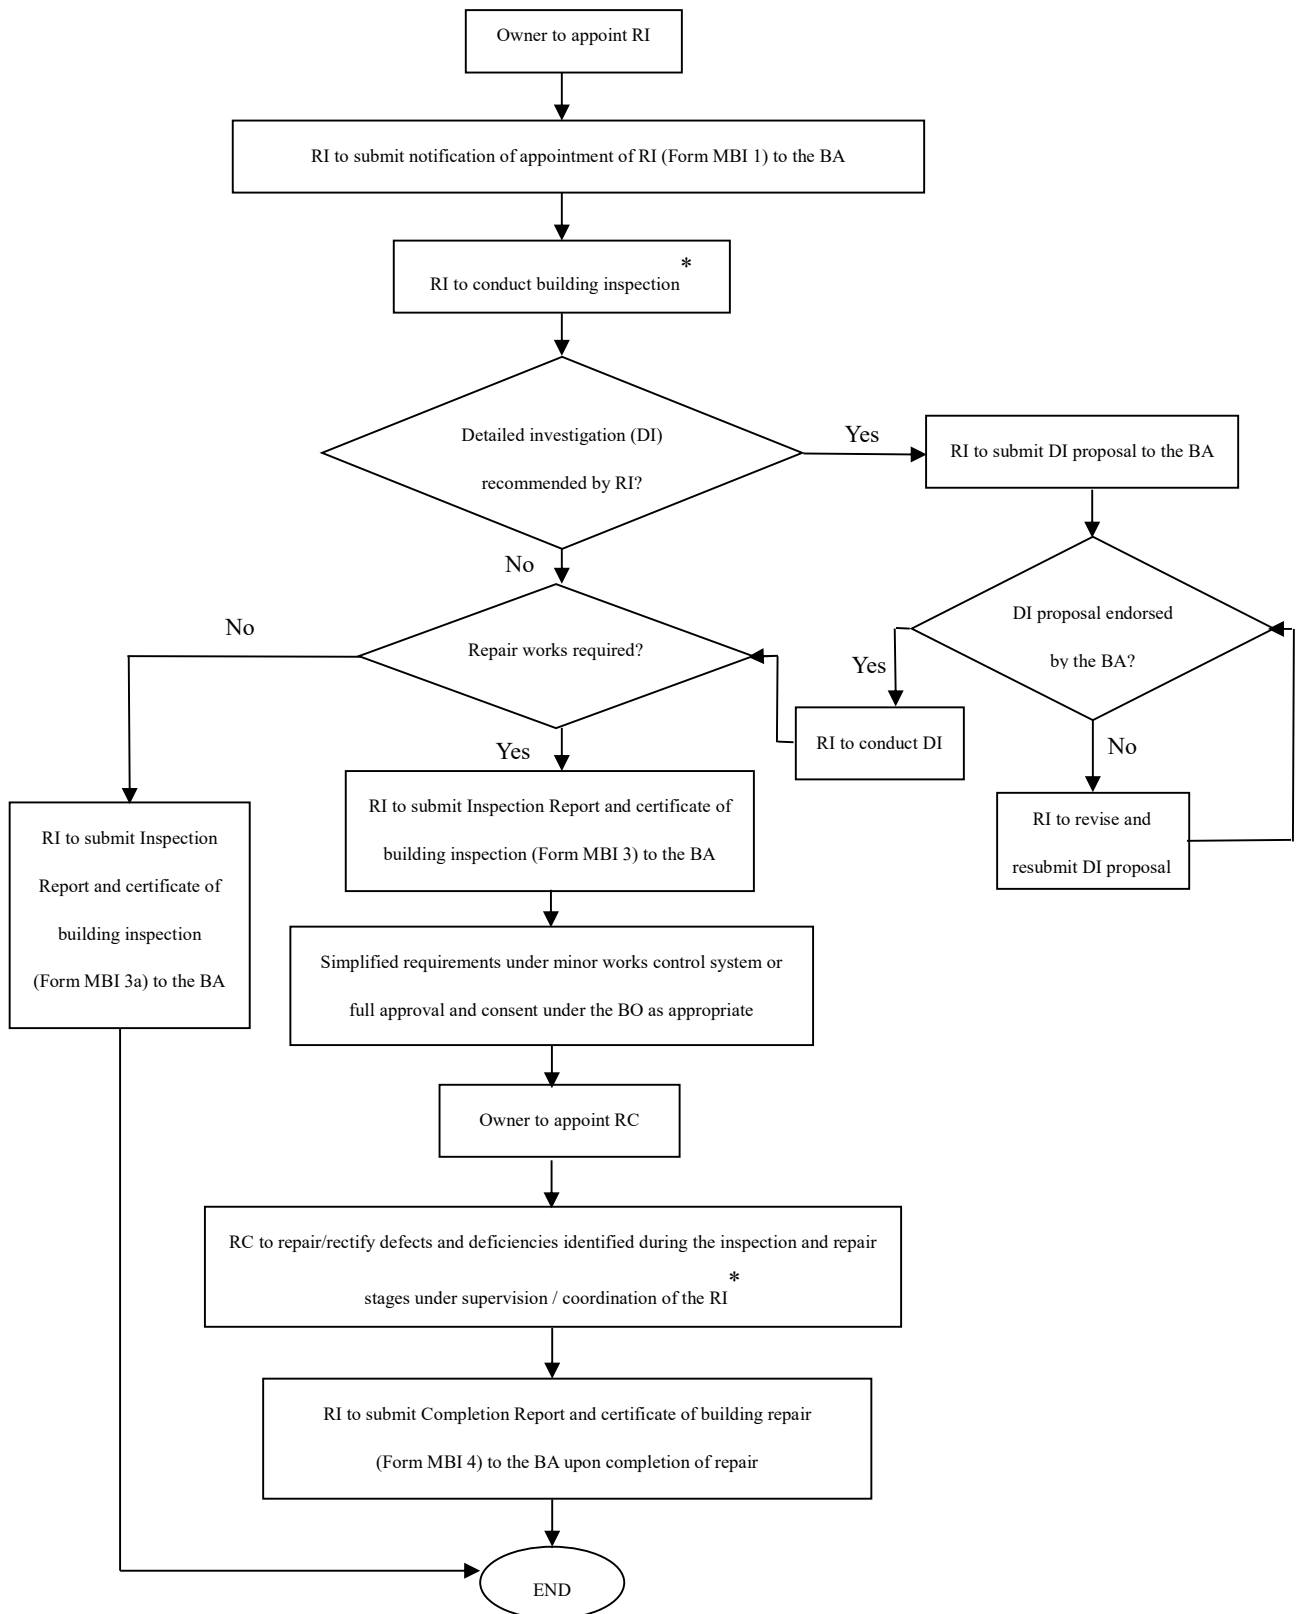 Owner to appoint RI
RI to submit notification of appointment of RI (Form MBI 1) to the BA
RI to conduct building inspection*
Detailed investigation (DI)
recommended by RI?
Yes
RI to submit DI proposal to the BA
No
DI proposal endorsed
by the BA?
Yes
RI to conduct DI
No
RI to revise and
resubmit DI proposal
Repair works required?
No
RI to submit Inspection
Report and certificate of
building inspection
(Form MBI 3a) to the BA
Yes
RI to submit Inspection Report and certificate of
building inspection (Form MBI 3) to the BA
Simplified requirements under minor works control system or
full approval and consent under the BO as appropriate
Owner to appoint RC
RC to repair/rectify defects and deficiencies identified during the inspection and repair
stages under supervision / coordination of the RI*
RI to submit Completion Report and certificate of building repair
(Form MBI 4) to the BA upon completion of repair
END